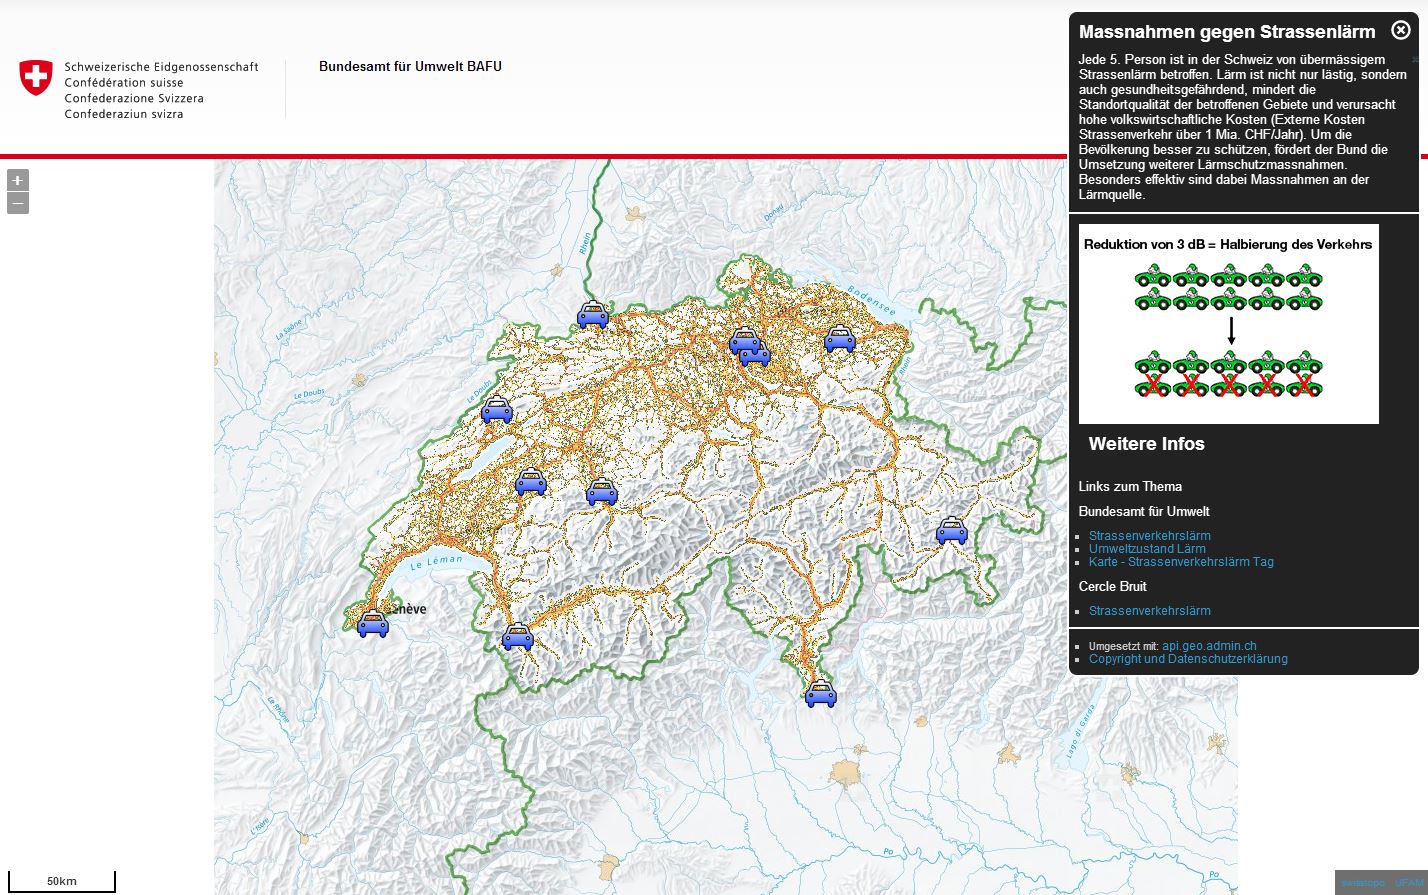 Schweizerische Eidgenossenschaft
Confédération suisse
Confederazione Svizzera
Confederaziun svizra
Bundesamt für Umwelt BAFU
Massnahmen gegen Strassenlärm
Jede 5. Person ist in der Schweiz von übermässigem
Strassenlärm betroffen. Lärm ist nicht nur lästig, sondern
auch gesundheitsgefährdend, mindert die
Standortqualität der betroffenen Gebiete und verursacht
hohe volkswirtschaftliche Kosten (Externe Kosten
Strassenverkehr über 1 Mia. CHF/Jahr). Um die
Bevölkerung besser zu schützen, fördert der Bund die
Umsetzung weiterer Lärmschutzmassnahmen.
Besonders effektiv sind dabei Massnahmen an der
Lärmquelle.
Reduktion von 3 dB = Halbierung des Verkehrs
Weitere Infos
Links zum Thema
Bundesamt für Umwelt
Strassenverkehrslärm
Umweltzustand Lärm
Karte - Strassenverkehrslärm Tag
Cercle Bruit
Strassenverkehrslärm
Umgesetzt mit: api.geo.admin.ch
Copyright und Datenschutzerklärung
+
–
Donau
Rhein
Bodensee
La Saône
Le Doubs
Le Doubs
Rhein
Le Léman
nève
Le Rhône
Lago di Garda
L'Isère
Po
Po
50km
swisstopo UFAM